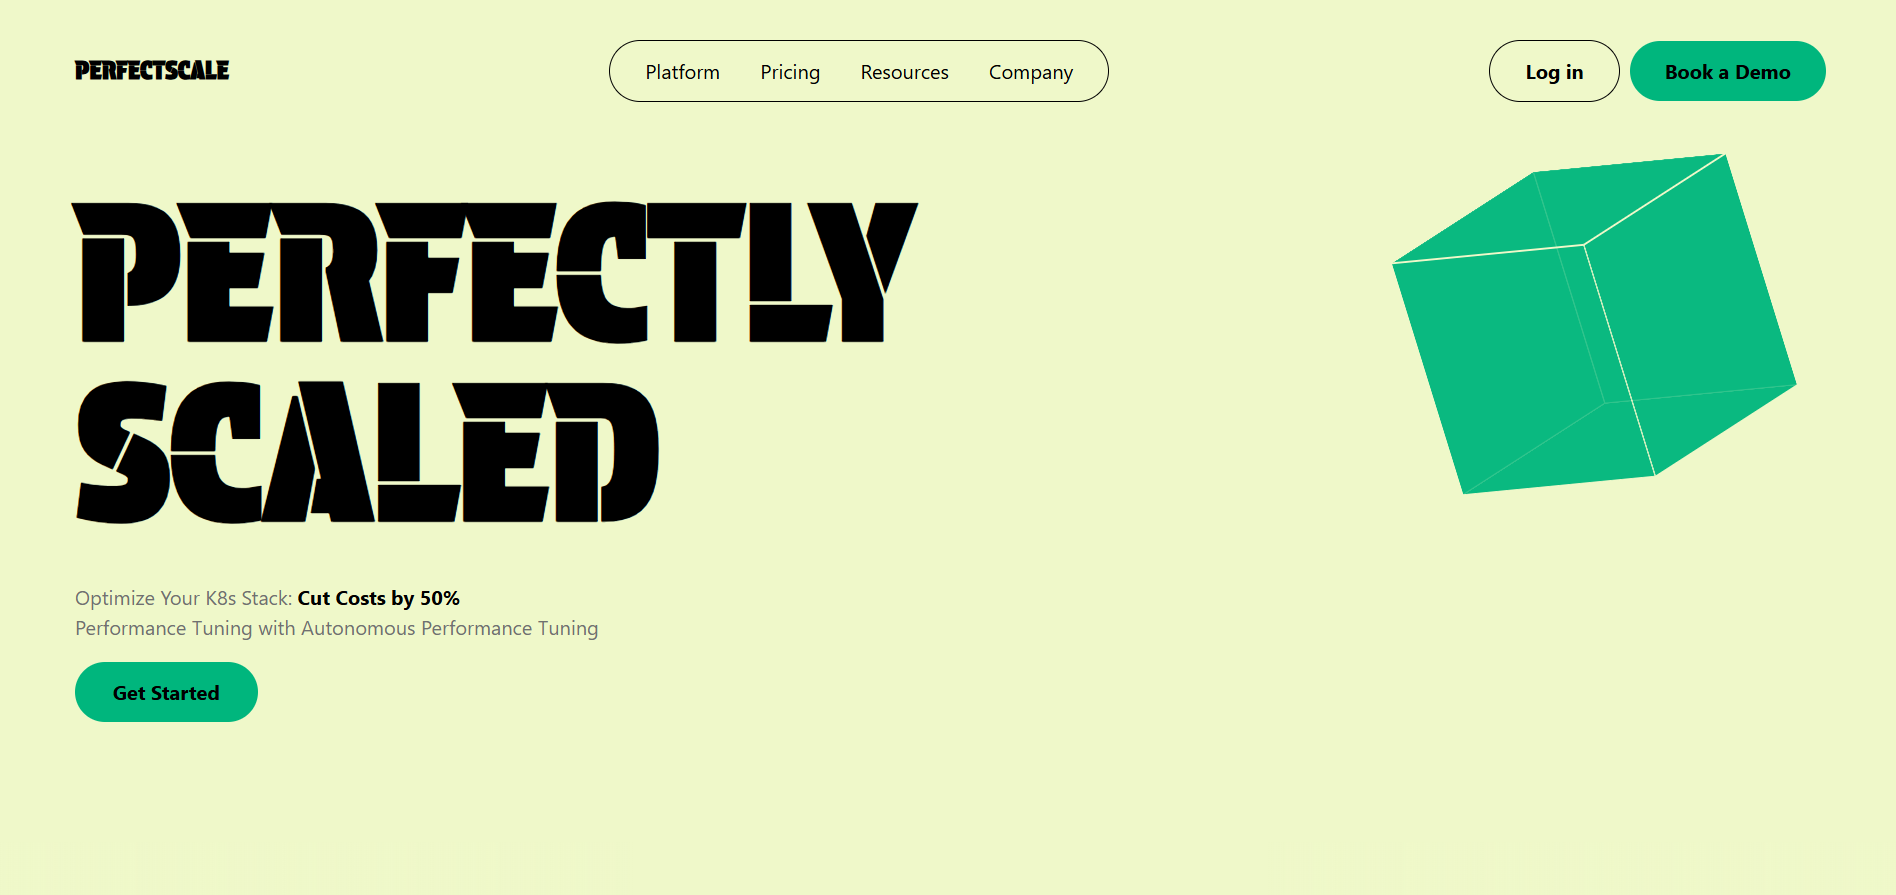 PERFECTSCALE
Platform Pricing Resources Company
Log in
Book a Demo
PERFECTLY
SCALED
Optimize Your K8s Stack: Cut Costs by 50%
Performance Tuning with Autonomous Performance Tuning
Get Started